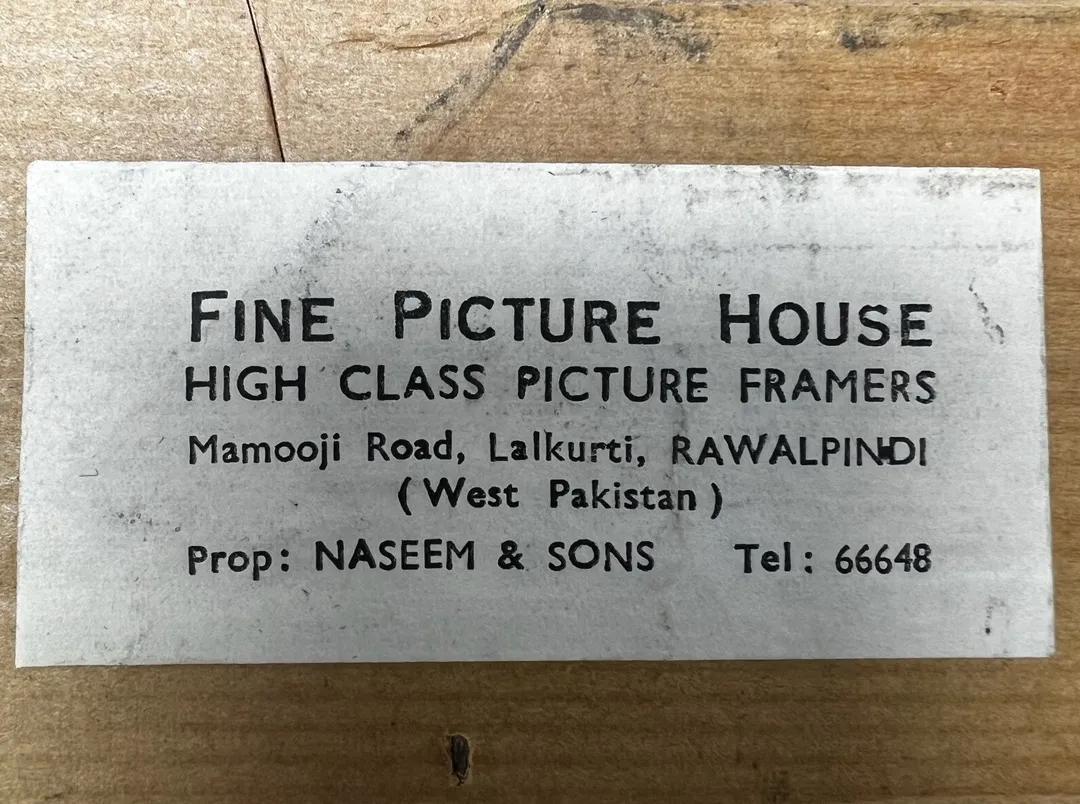 FINE PICTURE HOUSE
HIGH CLASS PICTURE FRAMERS
Mamooji Road, Lalkurti, RAWALPINDI
(West Pakistan)
Prop: NASEEM & SONS Tel: 66648